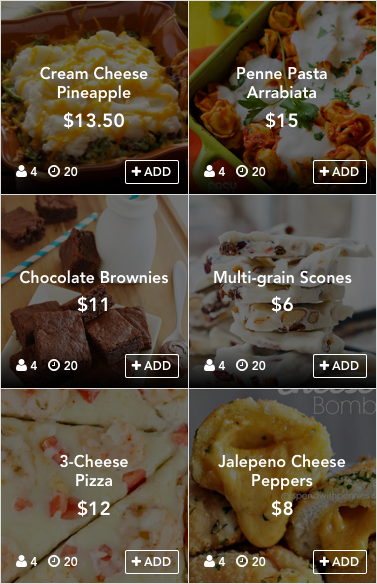 Cream Cheese
Pineapple
$13.50
4 20 + ADD
Penne Pasta
Arrabiata
$15
4 20 + ADD
Chocolate Brownies
$11
4 20 + ADD
Multi-grain Scones
$6
4 20 + ADD
3-Cheese
Pizza
$12
4 20 + ADD
Cheese
Bomb
Jalepeno Cheese
Peppers
$8
4 20 + ADD